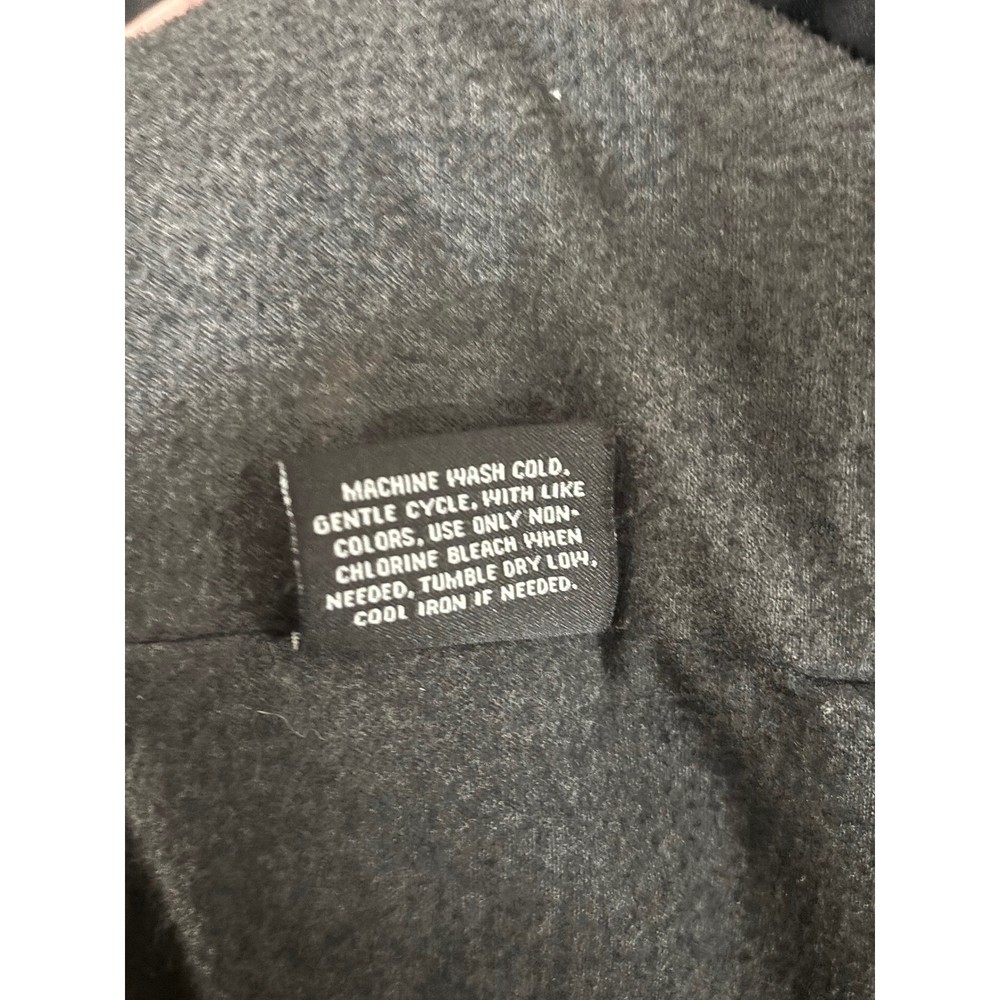 MACHINE WASH COLD,
GENTLE CYCLE, WITH LIKE
COLORS, USE ONLY NON-
CHLORINE BLEACH WHEN
NEEDED, TUMBLE DRY LOW,
COOL IRON IF NEEDED.